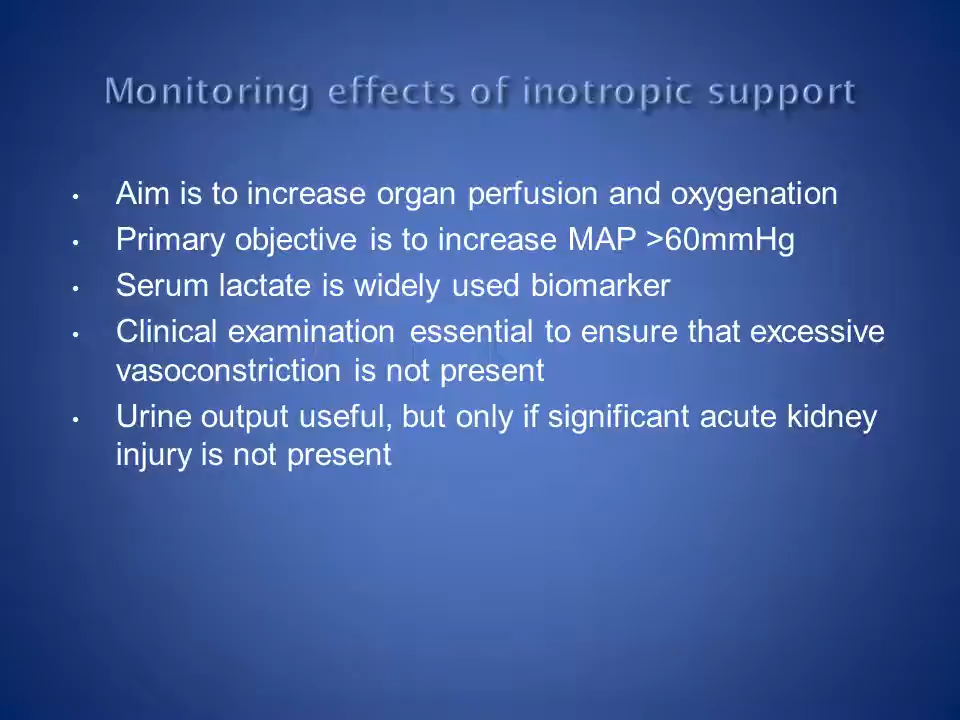 Monitoring effects of inotropic support
• Aim is to increase organ perfusion and oxygenation
• Primary objective is to increase MAP >60mmHg
• Serum lactate is widely used biomarker
• Clinical examination essential to ensure that excessive
vasoconstriction is not present
• Urine output useful, but only if significant acute kidney
injury is not present